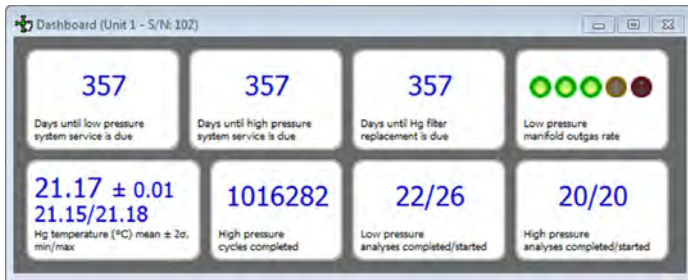 Dashboard (Unit 1 - S/N: 102)
357
Days until low pressure
system service is due
357
Days until high pressure
system service is due
357
Days until Hg filter
replacement is due
Low pressure
manifold outgas rate
21.17 ± 0.01
21.15/21.18
Hg temperature (°C) mean ± 2σ,
min/max
1016282
High pressure
cycles completed
22/26
Low pressure
analyses completed/started
20/20
High pressure
analyses completed/started